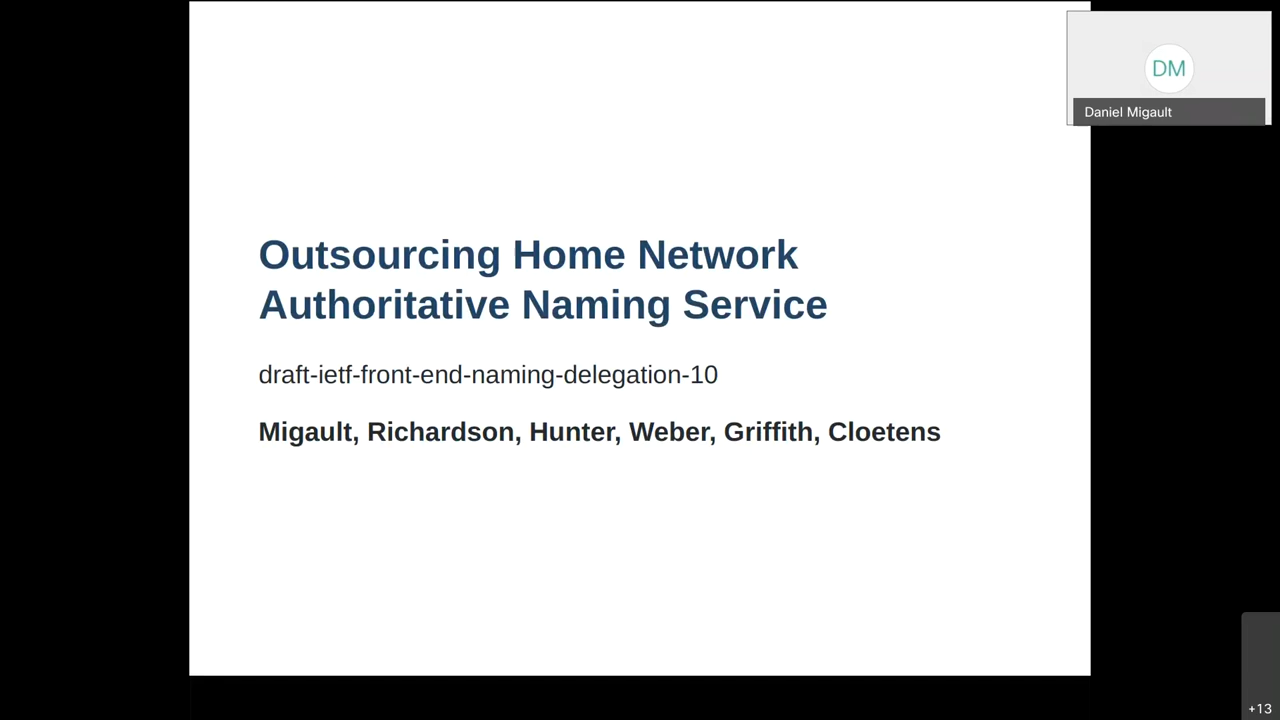 DM
Daniel Migault
Outsourcing Home Network
Authoritative Naming Service
draft-ietf-front-end-naming-delegation-10
Migault, Richardson, Hunter, Weber, Griffith, Cloetens
+13